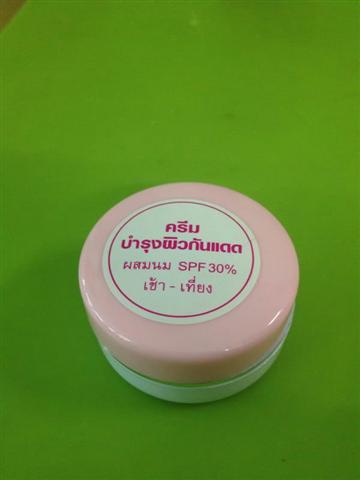 ครีม
บำรุงผิวกันแดด
ผสมนม SPF 30%
เช้า - เที่ยง